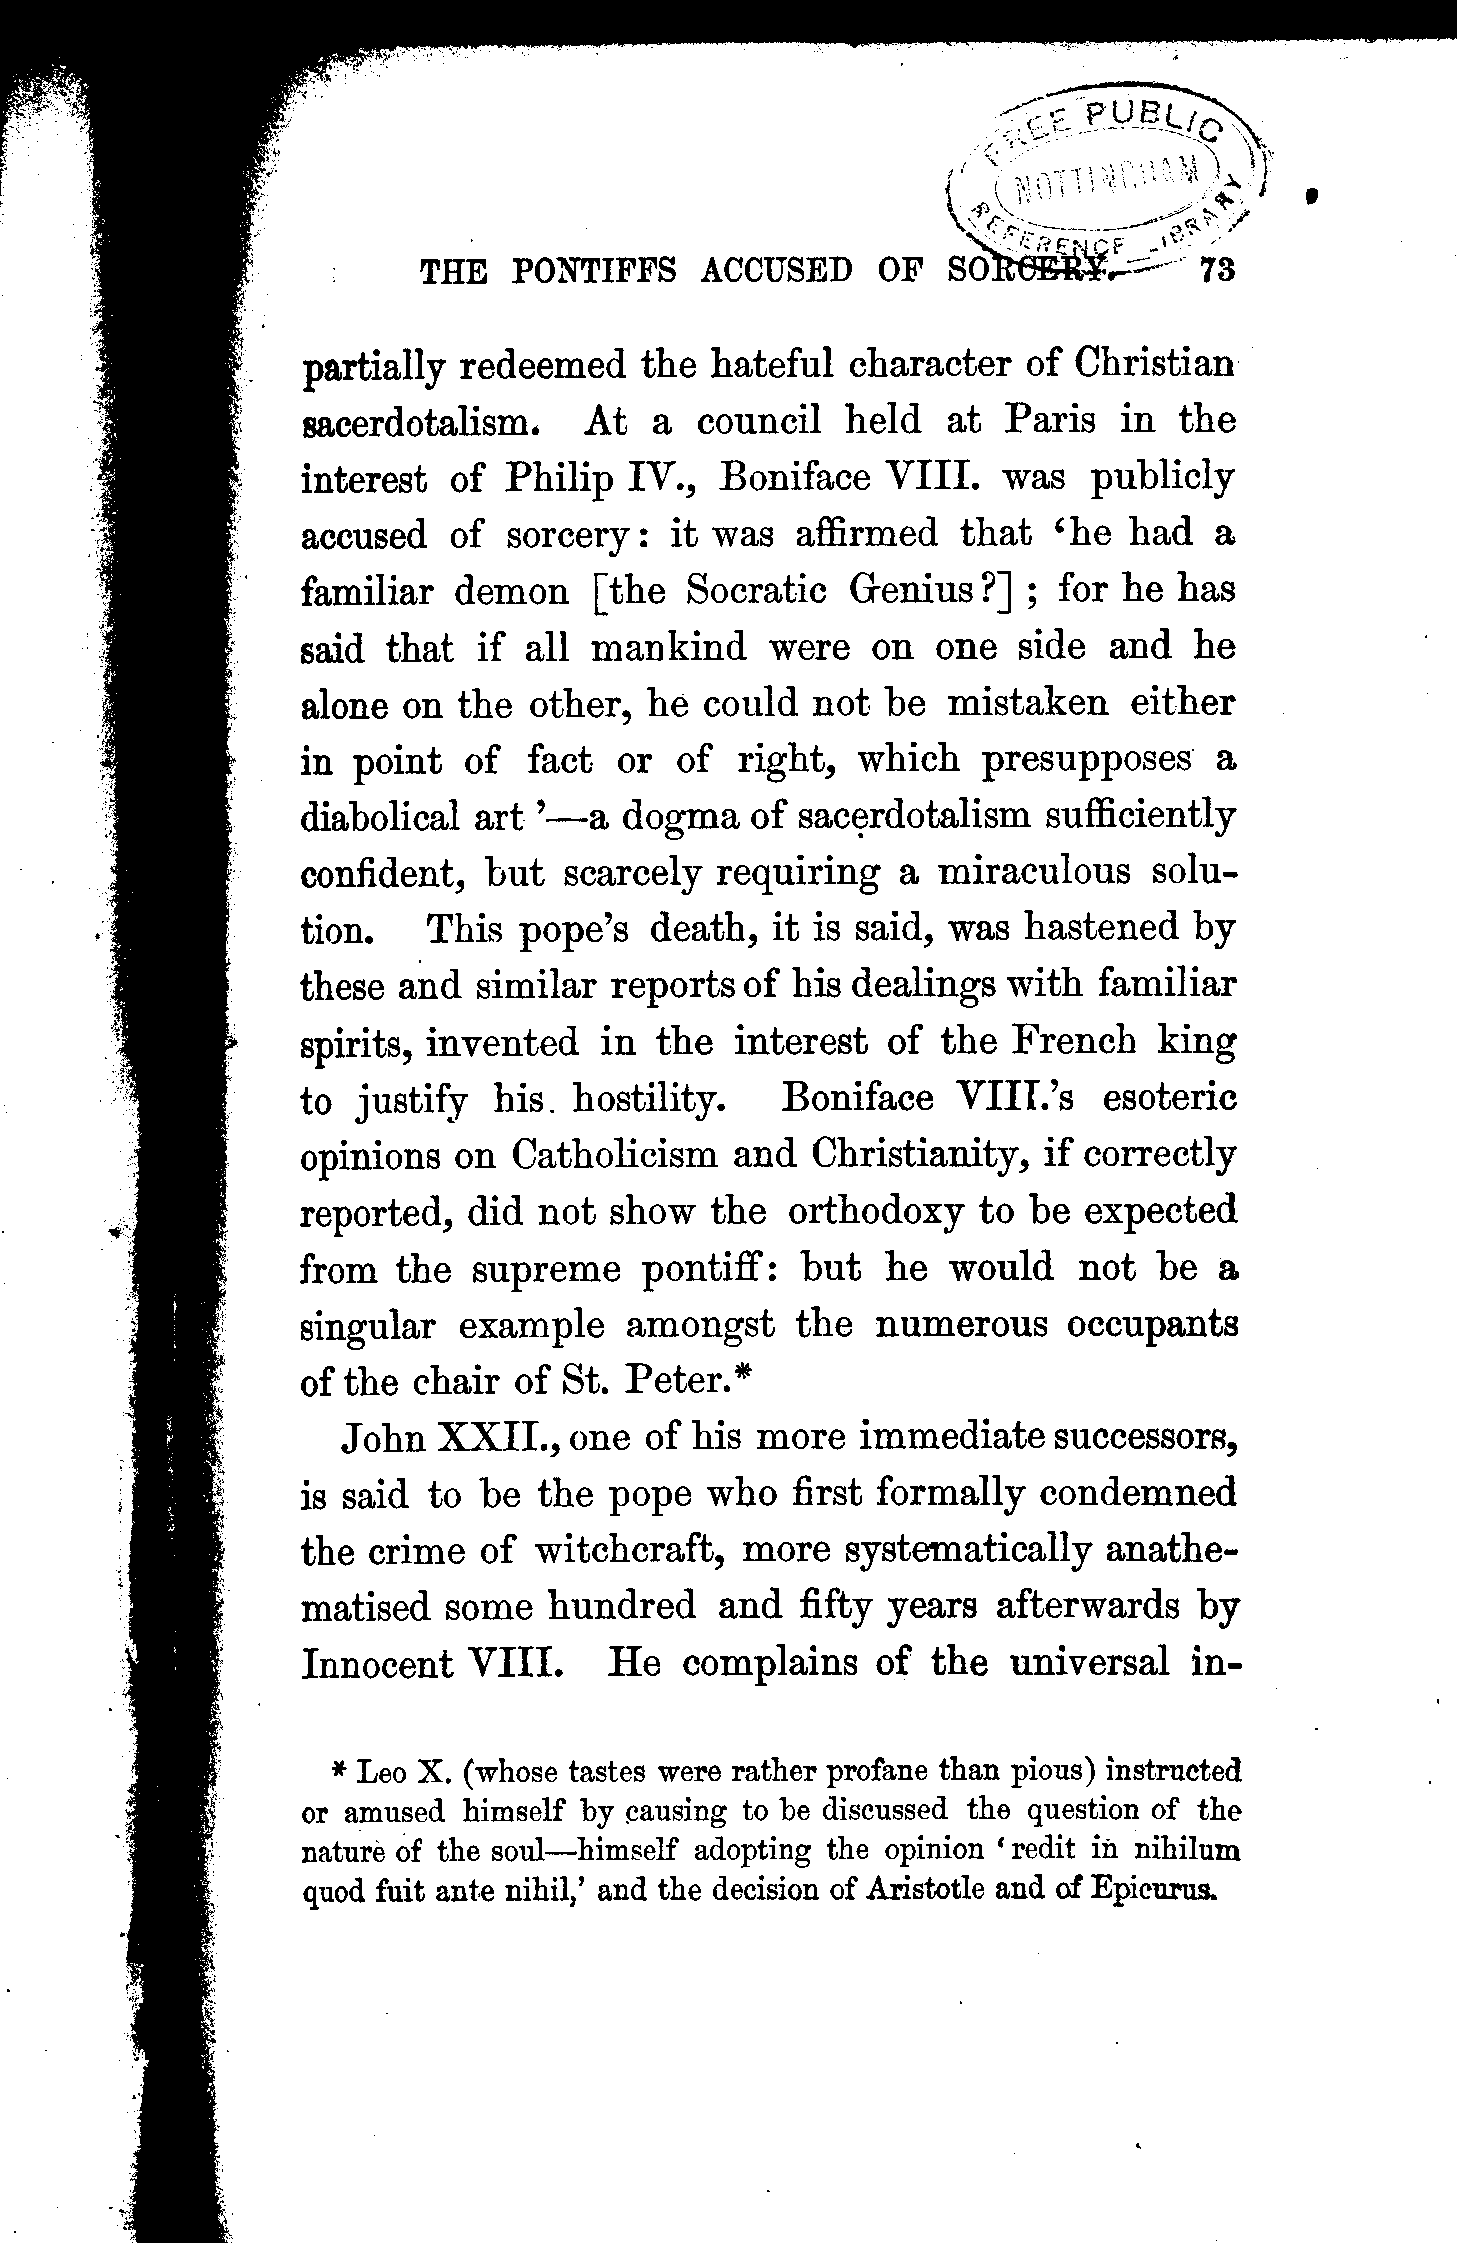 FREE PUBLIC
NOTTINGHAM
REFERENCE LIBRARY
THE PONTIFFS ACCUSED OF SORCERY. 73
partially redeemed the hateful character of Christian
sacerdotalism. At a council held at Paris in the
interest of Philip IV., Boniface VIII. was publicly
accused of sorcery: it was affirmed that ‘he had a
familiar demon [the Socratic Genius?]; for he has
said that if all mankind were on one side and he
alone on the other, he could not be mistaken either
in point of fact or of right, which presupposes a
diabolical art’—a dogma of sacerdotalism sufficiently
confident, but scarcely requiring a miraculous solu-
tion. This pope’s death, it is said, was hastened by
these and similar reports of his dealings with familiar
spirits, invented in the interest of the French king
to justify his hostility. Boniface VIII.’s esoteric
opinions on Catholicism and Christianity, if correctly
reported, did not show the orthodoxy to be expected
from the supreme pontiff: but he would not be a
singular example amongst the numerous occupants
of the chair of St. Peter.*
John XXII., one of his more immediate successors,
is said to be the pope who first formally condemned
the crime of witchcraft, more systematically anathe-
matised some hundred and fifty years afterwards by
Innocent VIII. He complains of the universal in-
* Leo X. (whose tastes were rather profane than pious) instructed
or amused himself by causing to be discussed the question of the
nature of the soul—himself adopting the opinion ‘redit in nihilum
quod fuit ante nihil,’ and the decision of Aristotle and of Epicurus.